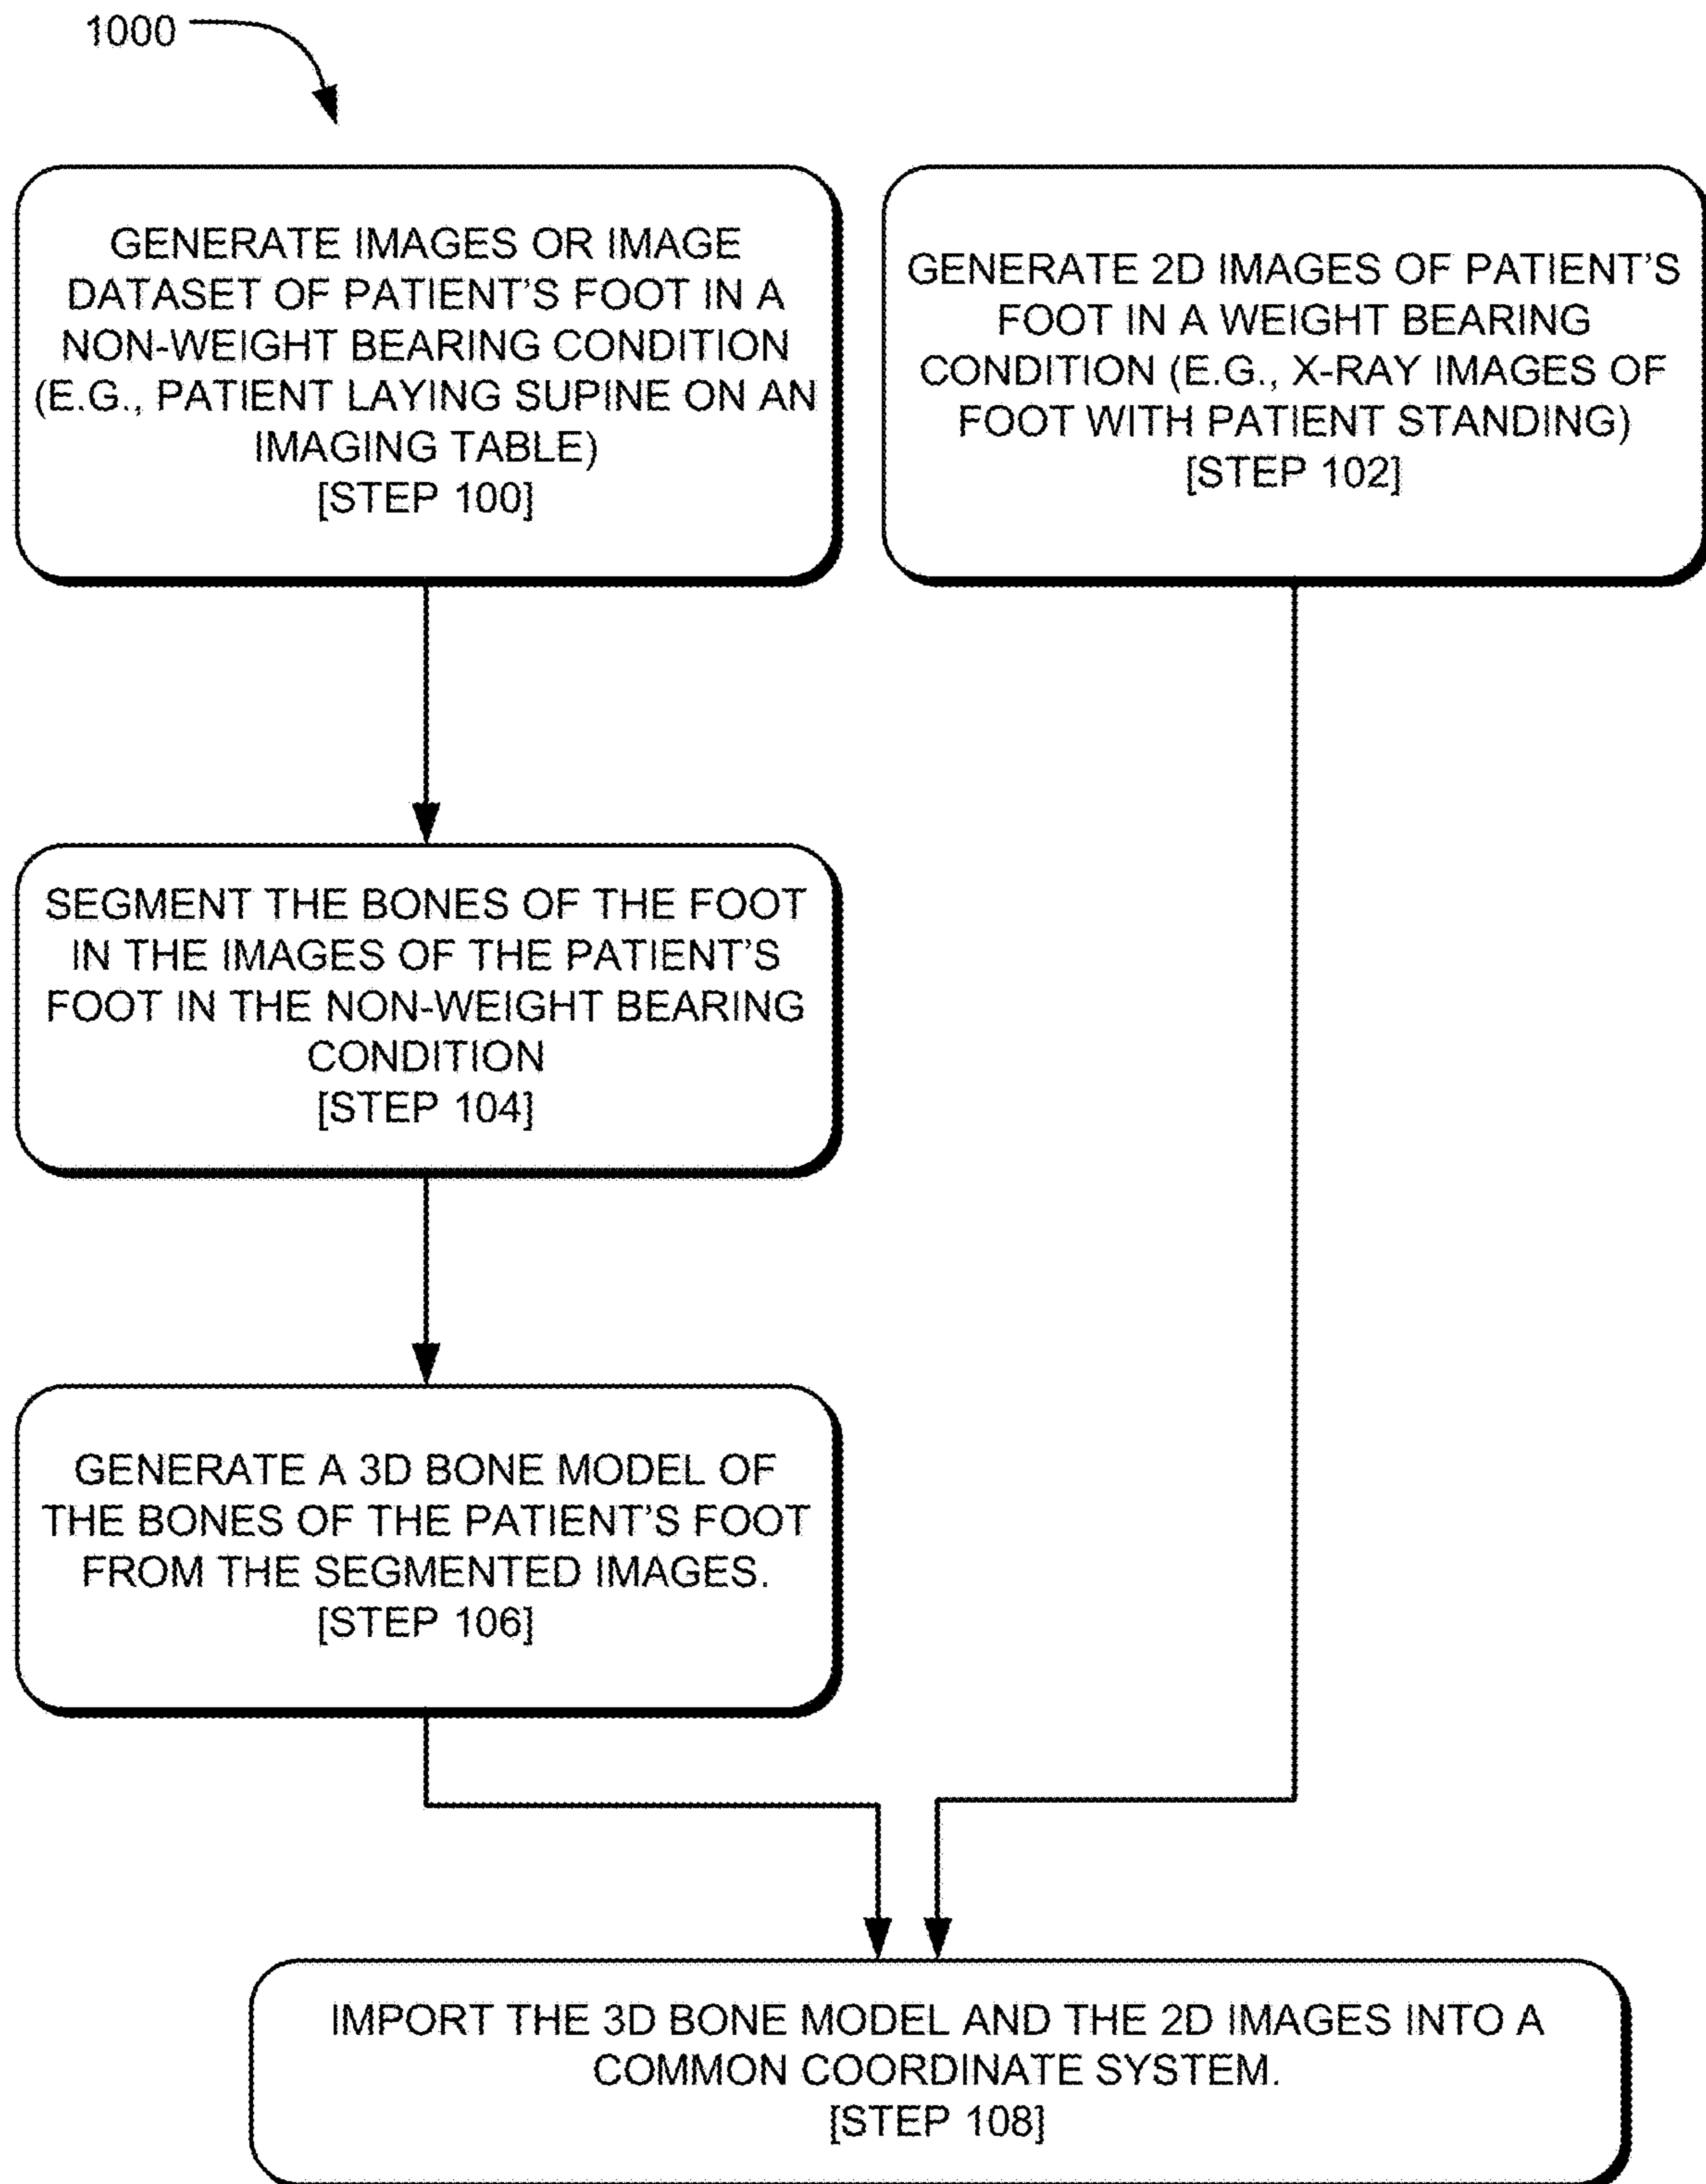 1000
GENERATE IMAGES OR IMAGE
DATASET OF PATIENT'S FOOT IN A
NON-WEIGHT BEARING CONDITION
(E.G., PATIENT LAYING SUPINE ON AN
IMAGING TABLE)
[STEP 100]
GENERATE 2D IMAGES OF PATIENT'S
FOOT IN A WEIGHT BEARING
CONDITION (E.G., X-RAY IMAGES OF
FOOT WITH PATIENT STANDING)
[STEP 102]
SEGMENT THE BONES OF THE FOOT
IN THE IMAGES OF THE PATIENT'S
FOOT IN THE NON-WEIGHT BEARING
CONDITION
[STEP 104]
GENERATE A 3D BONE MODEL OF
THE BONES OF THE PATIENT'S FOOT
FROM THE SEGMENTED IMAGES.
[STEP 106]
IMPORT THE 3D BONE MODEL AND THE 2D IMAGES INTO A
COMMON COORDINATE SYSTEM.
[STEP 108]